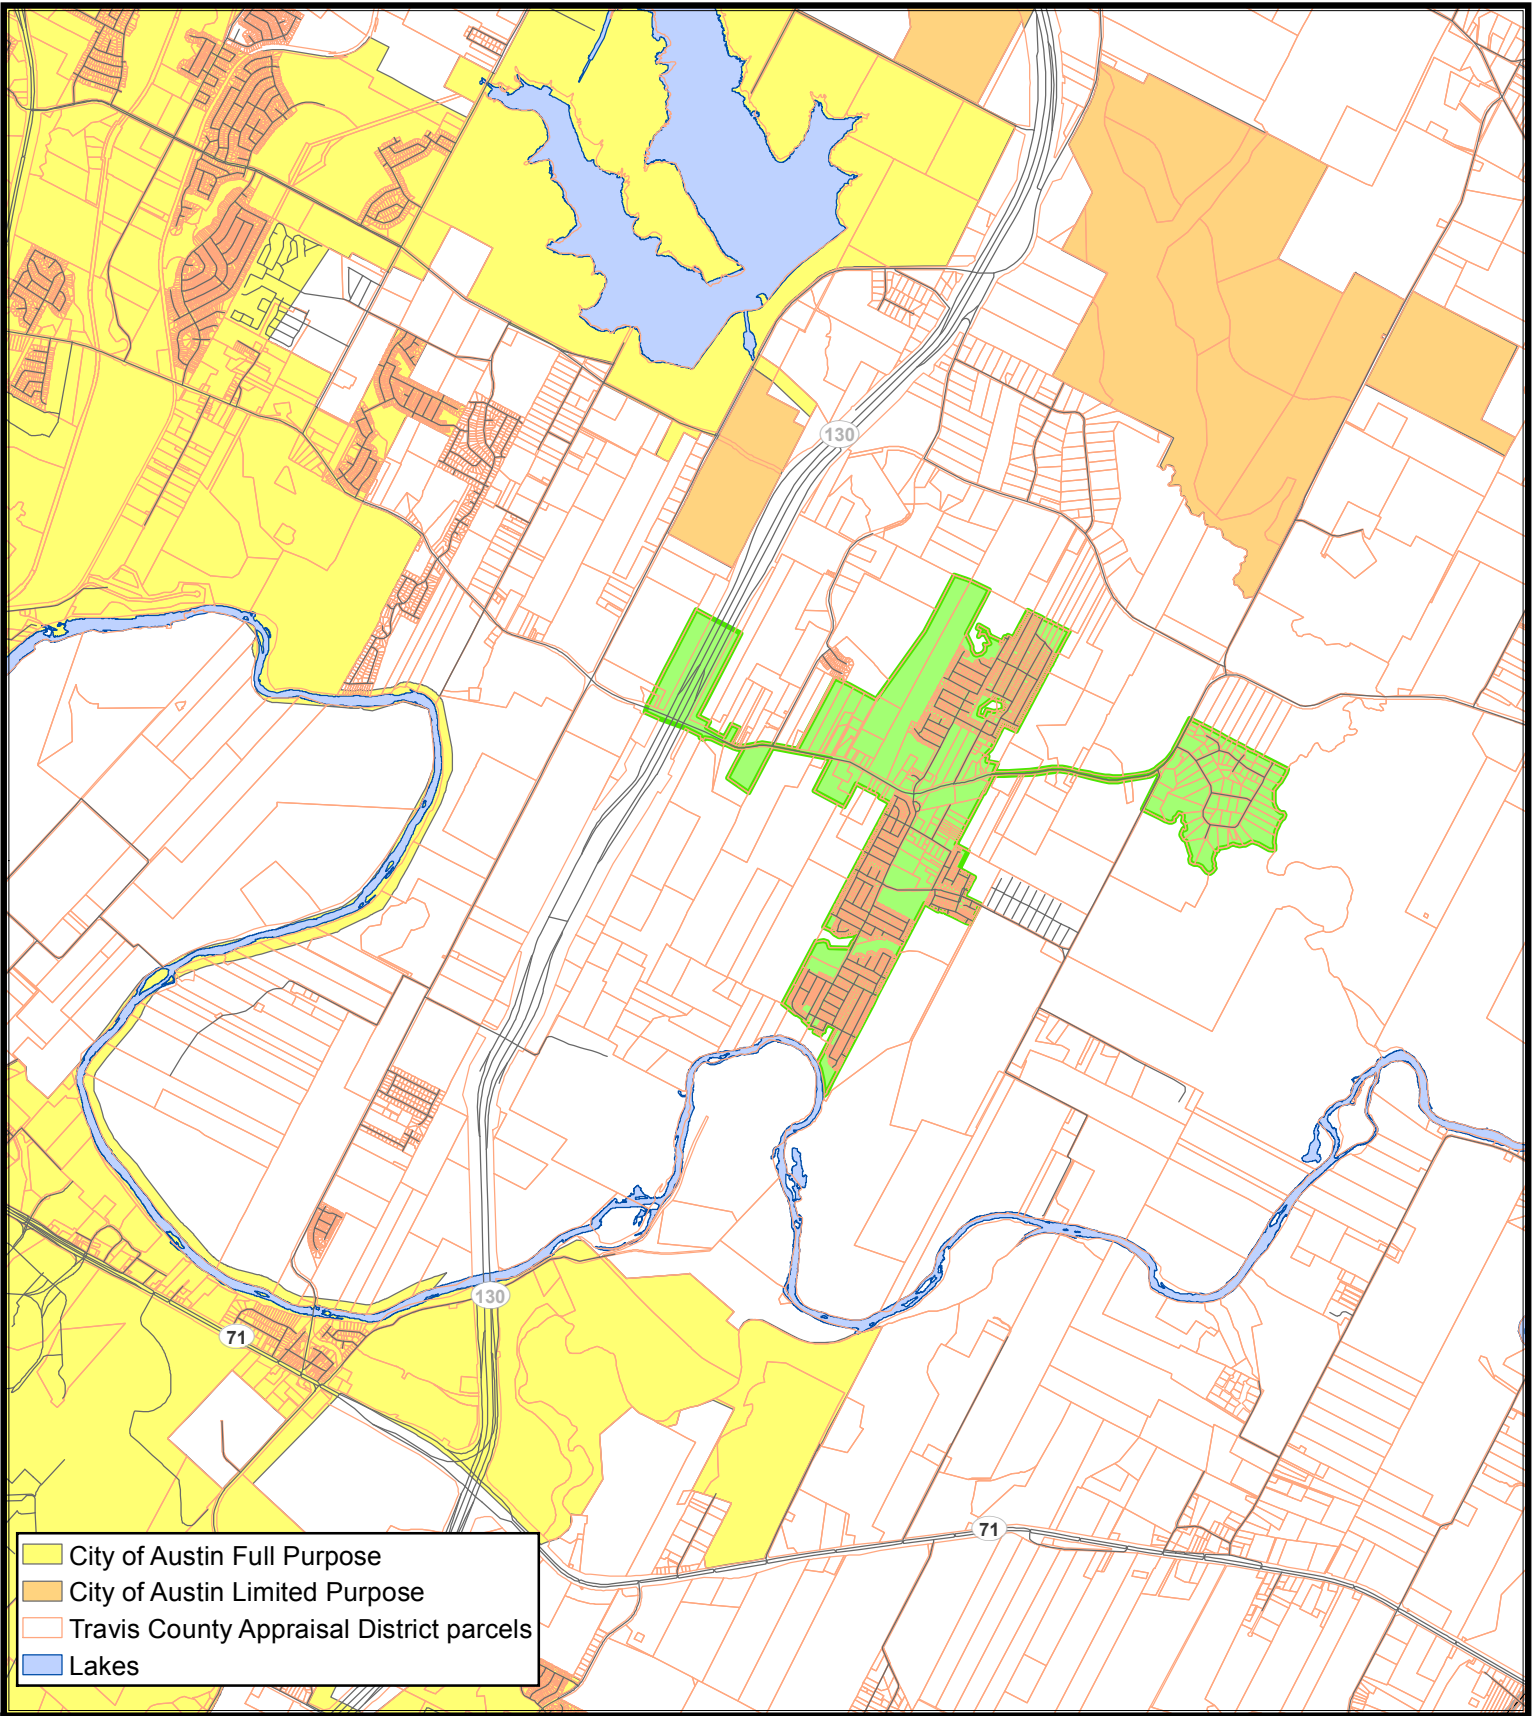 130
130
71
71
City of Austin Full Purpose
City of Austin Limited Purpose
Travis County Appraisal District parcels
Lakes